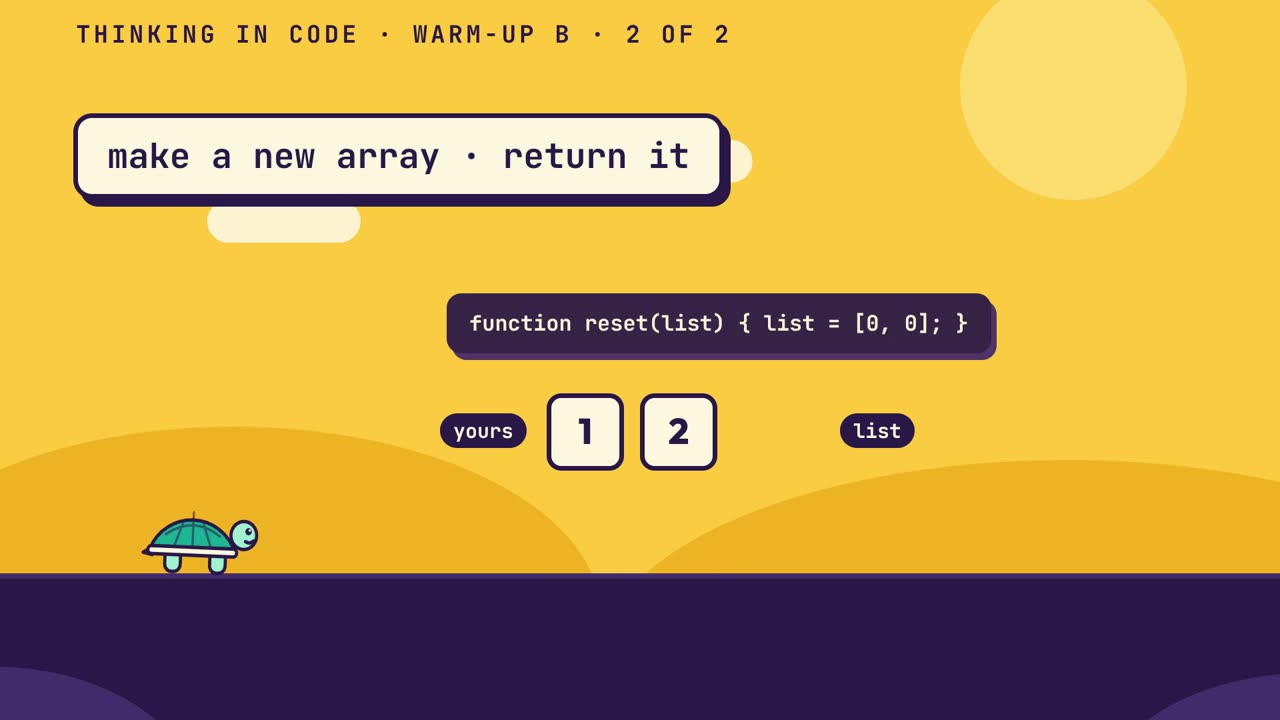 THINKING IN CODE · WARM-UP B · 2 OF 2
make a new array · return it
function reset(list) { list = [0, 0]; }
yours 1 2 list